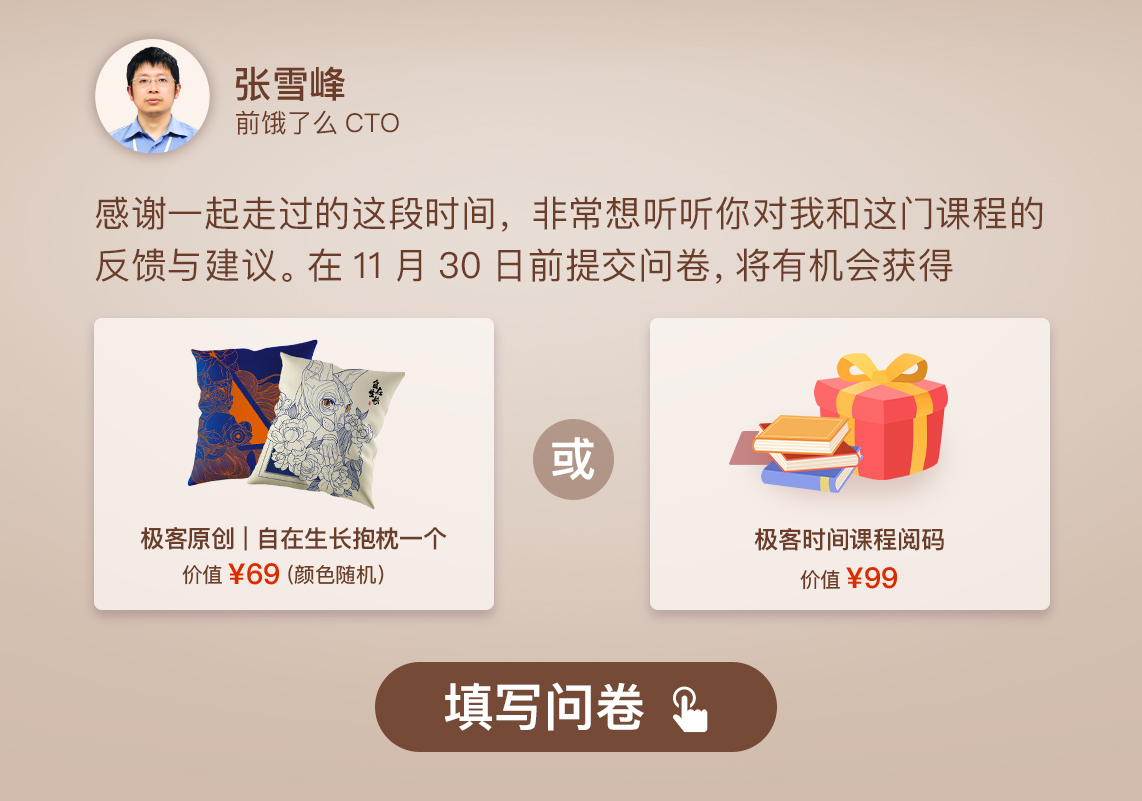 张雪峰
前饿了么 CTO
感谢一起走过的这段时间，非常想听听你对我和这门课程的
反馈与建议。在 11 月 30 日前提交问卷，将有机会获得
自在生长
极客原创 | 自在生长抱枕一个
价值 ¥69 (颜色随机)
或
极客时间课程阅码
价值 ¥99
填写问卷